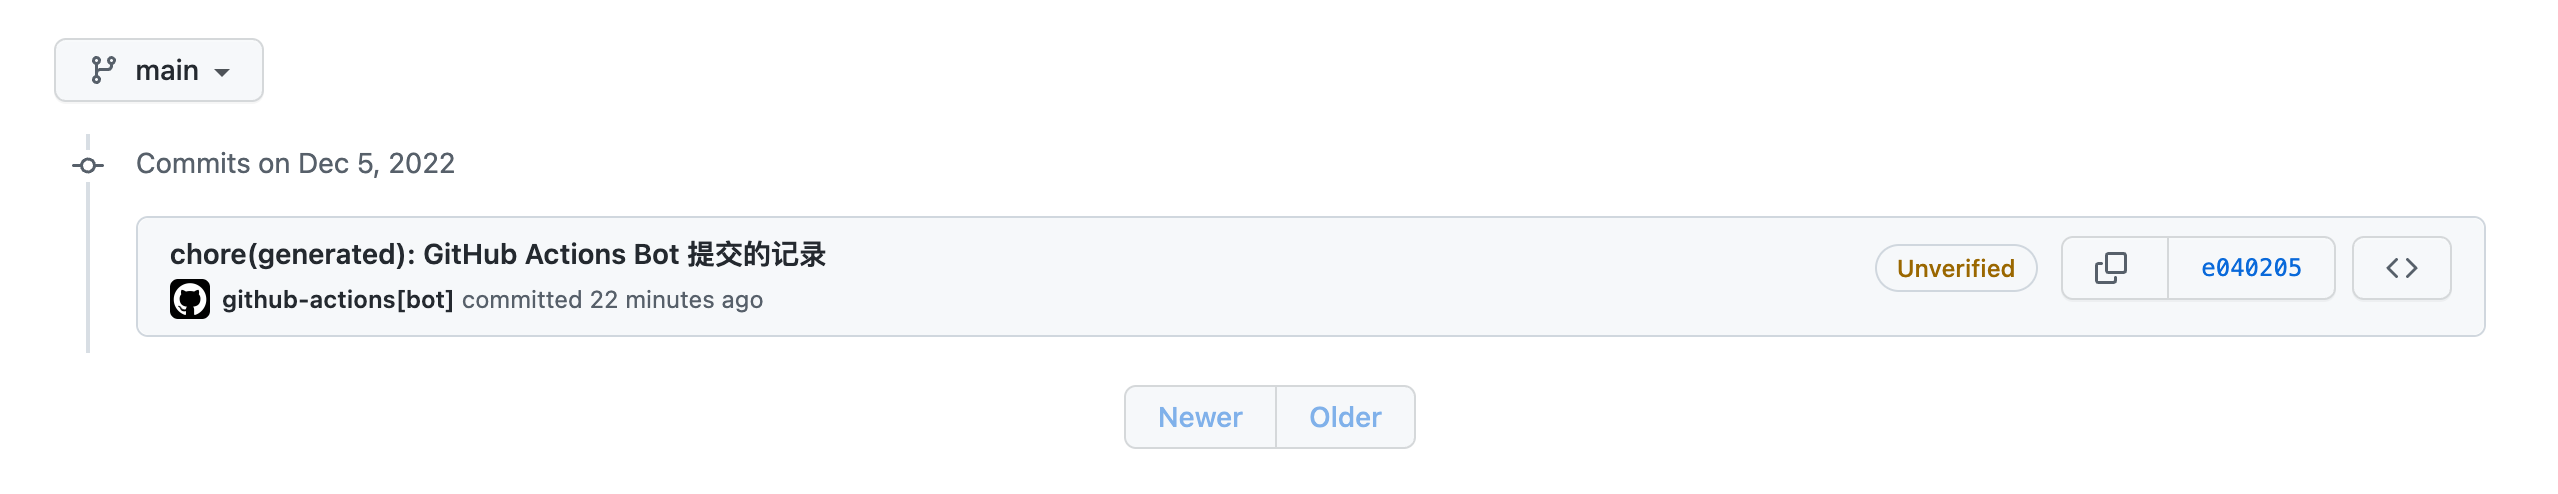 main
Commits on Dec 5, 2022
chore(generated): GitHub Actions Bot 提交的记录
github-actions[bot] committed 22 minutes ago
Unverified
e040205
Newer
Older